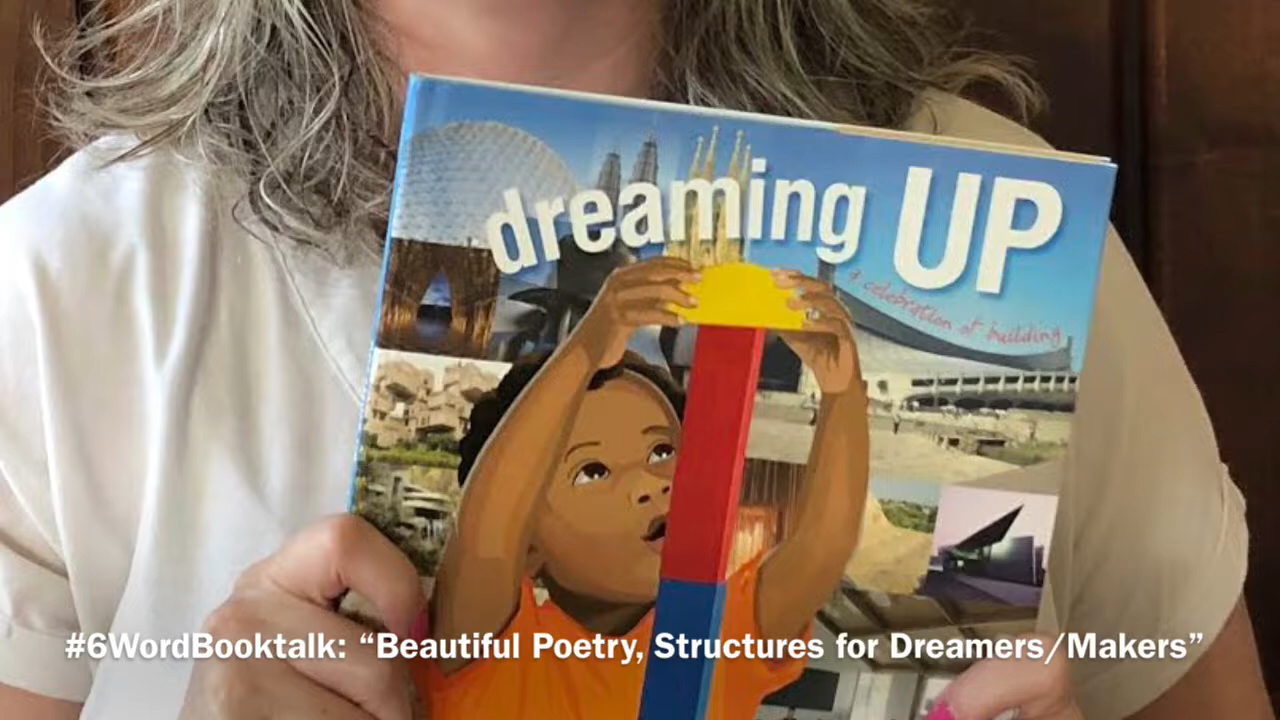 dreaming UP
a celebration of building
#6WordBooktalk: “Beautiful Poetry, Structures for Dreamers/Makers”